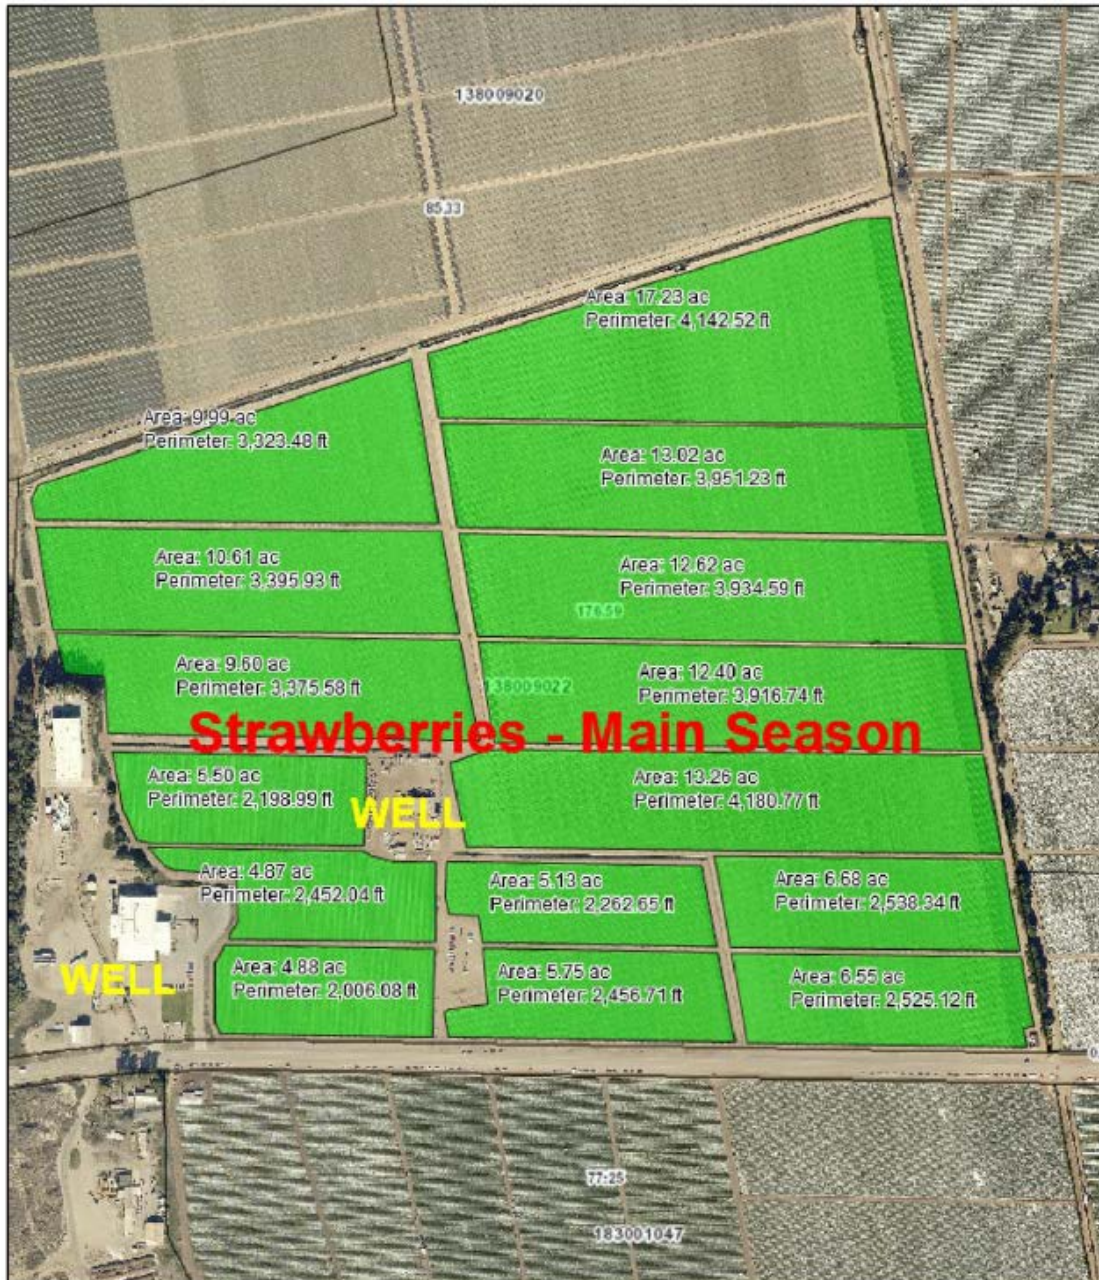 138009020
85.33
Area: 17.23 ac
Perimeter: 4,142.52 ft
Area: 9.99 ac
Perimeter: 3,323.48 ft
Area: 13.02 ac
Perimeter: 3,951.23 ft
Area: 10.61 ac
Perimeter: 3,395.93 ft
Area: 12.62 ac
Perimeter: 3,934.59 ft
176.59
Area: 9.60 ac
Perimeter: 3,375.58 ft
138009022
Area: 12.40 ac
Perimeter: 3,916.74 ft
Strawberries - Main Season
Area: 5.50 ac
Perimeter: 2,198.99 ft
WELL
Area: 13.26 ac
Perimeter: 4,180.77 ft
Area: 4.87 ac
Perimeter: 2,452.04 ft
Area: 5.13 ac
Perimeter: 2,262.65 ft
Area: 6.68 ac
Perimeter: 2,538.34 ft
WELL
Area: 4.88 ac
Perimeter: 2,006.08 ft
Area: 5.75 ac
Perimeter: 2,456.71 ft
Area: 6.55 ac
Perimeter: 2,525.12 ft
77.25
183001047